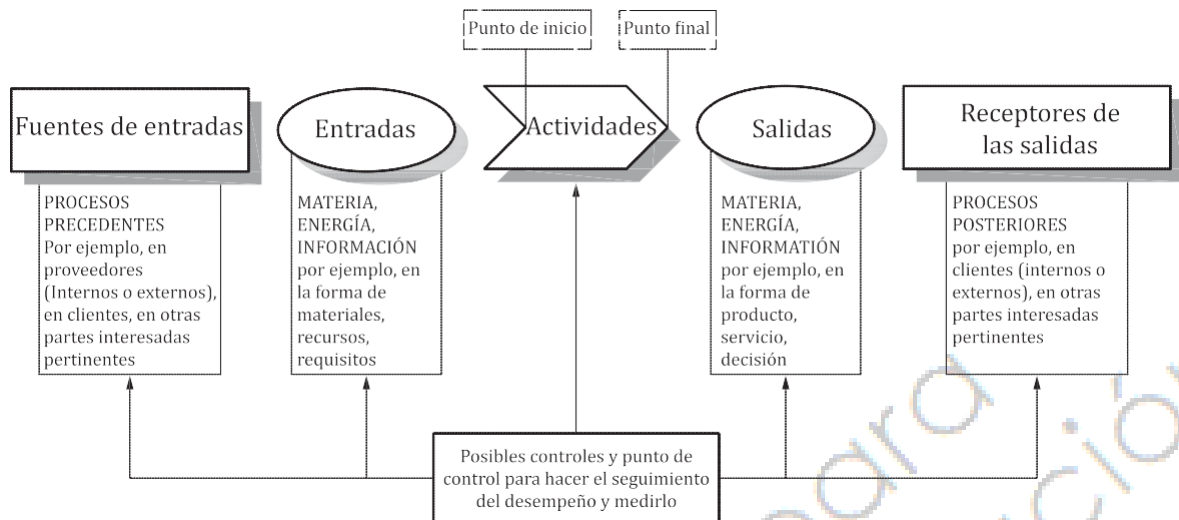 Punto de inicio
Punto final
Fuentes de entradas
Entradas
Actividades
Salidas
Receptores de
las salidas
PROCESOS
PRECEDENTES
Por ejemplo, en
proveedores
(Internos o externos),
en clientes, en otras
partes interesadas
pertinentes
MATERIA,
ENERGÍA,
INFORMACIÓN
por ejemplo, en
la forma de
materiales,
recursos,
requisitos
MATERIA,
ENERGÍA,
INFORMATIÓN
por ejemplo, en
la forma de
producto,
servicio,
decisión
PROCESOS
POSTERIORES
por ejemplo, en
clientes (internos o
externos), en otras
partes interesadas
pertinentes
Posibles controles y punto de
control para hacer el seguimiento
del desempeño y medirlo
para